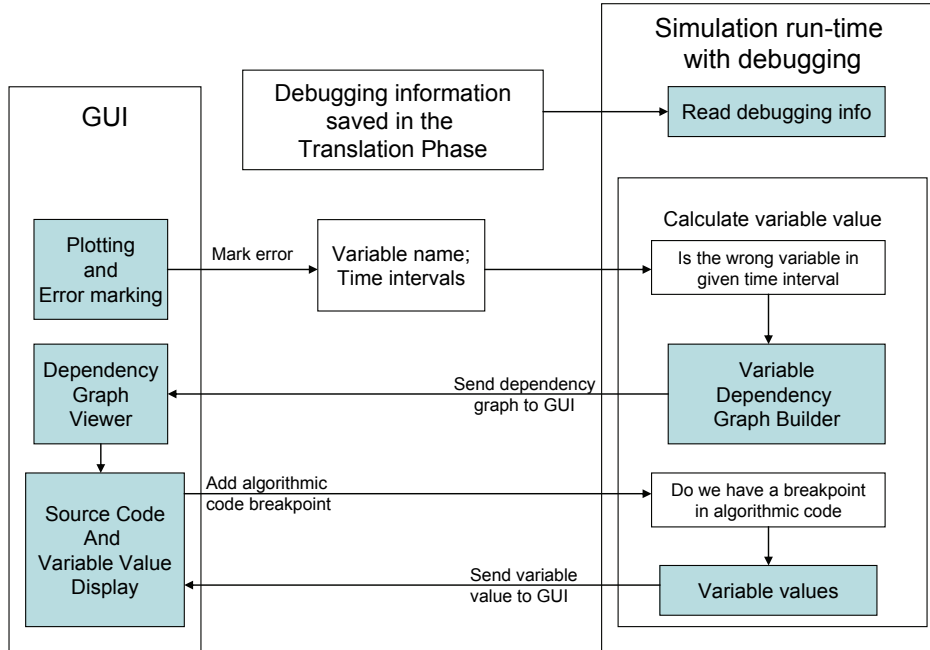 Simulation run-time
with debugging
Debugging information
saved in the
Translation Phase
Read debugging info
GUI
Calculate variable value
Plotting
and
Error marking
Mark error
Variable name;
Time intervals
Is the wrong variable in
given time interval
Dependency
Graph
Viewer
Send dependency
graph to GUI
Variable
Dependency
Graph Builder
Source Code
And
Variable Value
Display
Add algorithmic
code breakpoint
Do we have a breakpoint
in algorithmic code
Send variable
value to GUI
Variable values